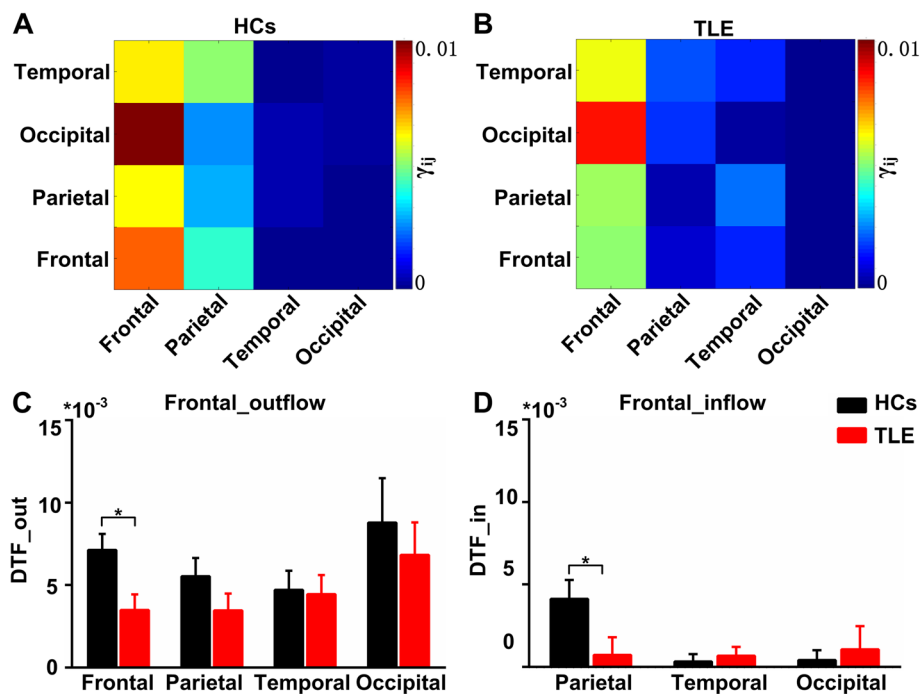 A
HCs
Temporal
Occipital
Parietal
Frontal
Frontal
Parietal
Temporal
Occipital
0.01
γij
0
B
TLE
Temporal
Occipital
Parietal
Frontal
Frontal
Parietal
Temporal
Occipital
0.01
γij
0
C
*10-3
Frontal_outflow
15
10
5
0
DTF_out
*
Frontal
Parietal
Temporal
Occipital
D
*10-3
Frontal_inflow
HCs
TLE
15
10
5
0
DTF_in
*
Parietal
Temporal
Occipital